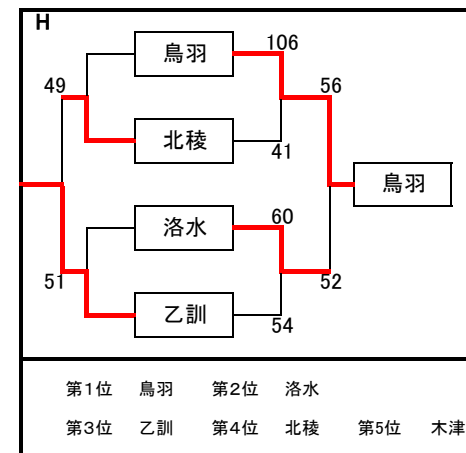 H
鳥羽 106
49 56
北稜 41
鳥羽
洛水 60
51 52
乙訓 54
第1位 鳥羽 第2位 洛水
第3位 乙訓 第4位 北稜 第5位 木津